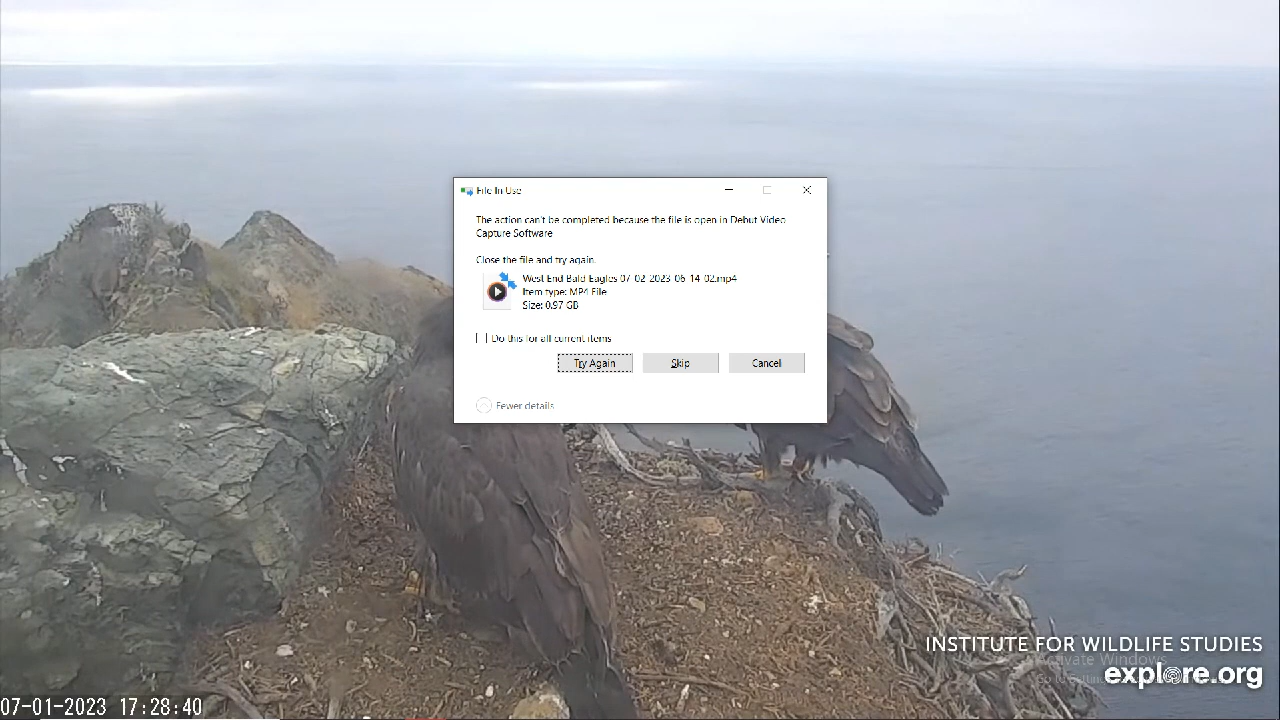 File In Use
The action can't be completed because the file is open in Debut Video
Capture Software
Close the file and try again.
West End Bald Eagles 07-02-2023-06-14-02.mp4
Item type: MP4 File
Size: 0.97 GB
Do this for all current items
Try Again
Skip
Cancel
Fewer details
INSTITUTE FOR WILDLIFE STUDIES
Activate Windows
explore.org
07-01-2023 17:28:40